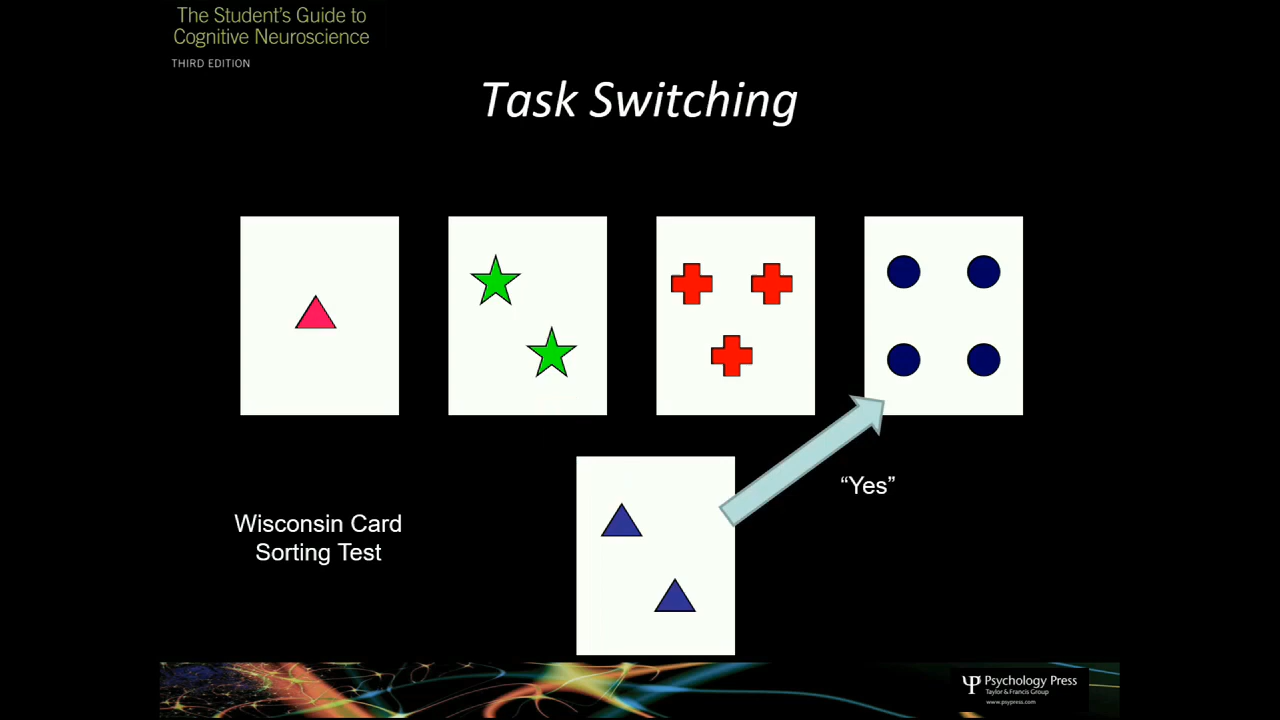 The Student's Guide to
Cognitive Neuroscience
THIRD EDITION
Task Switching
“Yes”
Wisconsin Card
Sorting Test
Psychology Press
Taylor & Francis Group
www.psypress.com